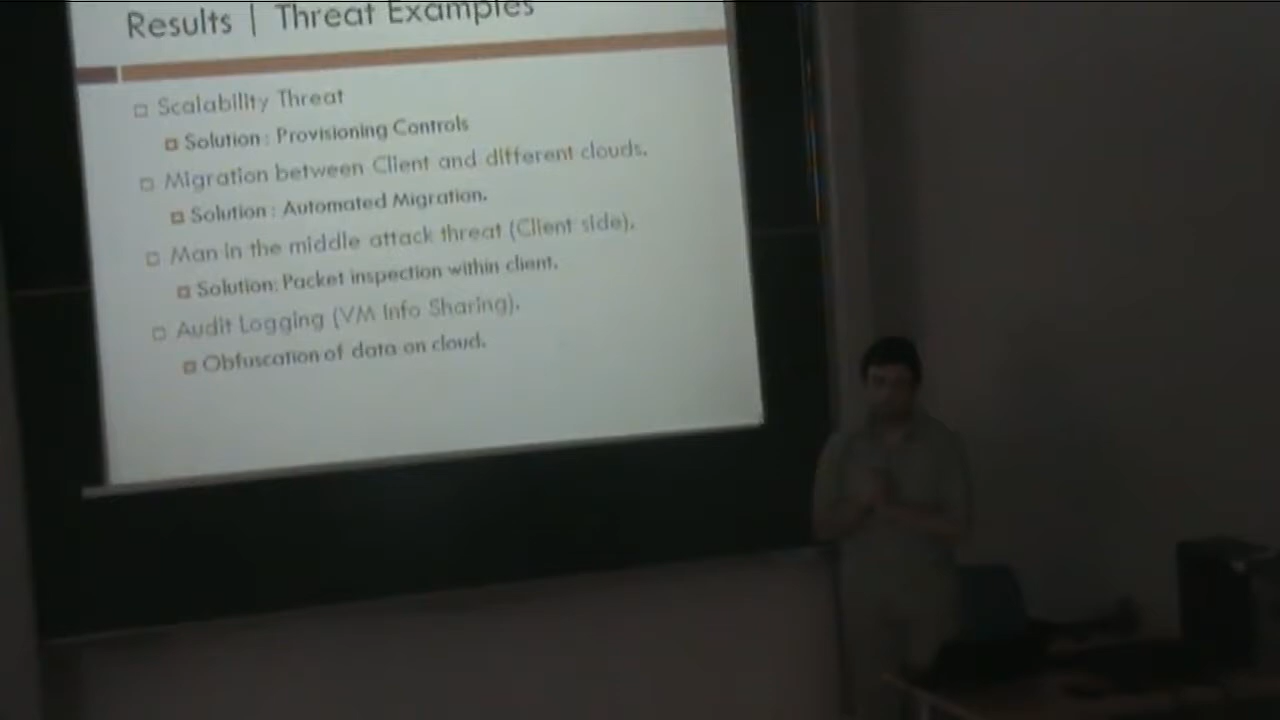 Results | Threat Examples
Scalability Threat
Solution : Provisioning Controls
Migration between Client and different clouds.
Solution : Automated Migration.
Man in the middle attack threat (Client side).
Solution: Packet inspection within client.
Audit Logging (VM Info Sharing).
Obfuscation of data on cloud.